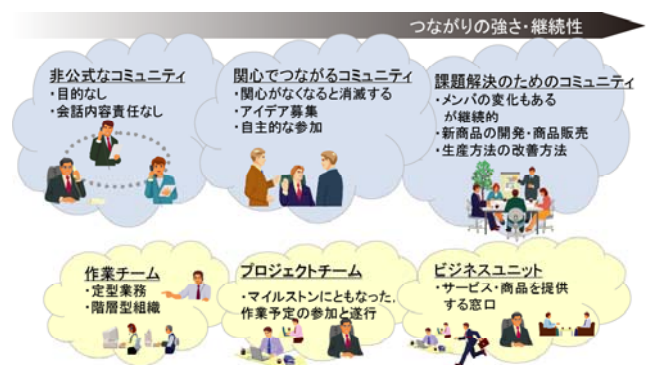 つながりの強さ・継続性
非公式なコミュニティ
・目的なし
・会話内容責任なし
関心でつながるコミュニティ
・関心がなくなると消滅する
・アイデア募集
・自主的な参加
課題解決のためのコミュニティ
・メンバの変化もある
が継続的
・新商品の開発・商品販売
・生産方法の改善方法
作業チーム
・定型業務
・階層型組織
プロジェクトチーム
・マイルストンにともなった,
作業予定の参加と遂行
ビジネスユニット
・サービス・商品を提供
する窓口